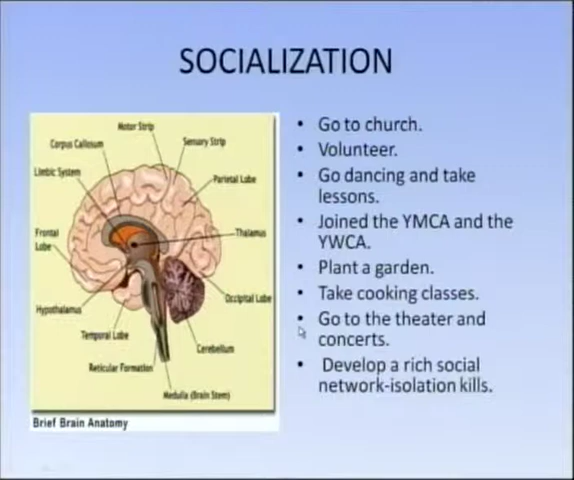 SOCIALIZATION
Motor Strip
Corpus Callosum
Sensory Strip
Limbic System
Parietal Lobe
Frontal
Lobe
Thalamus
Occipital Lobe
Hypothalamus
Temporal Lobe
Cerebellum
Reticular Formation
Medulla (Brain Stem)
Brief Brain Anatomy
• Go to church.
• Volunteer.
• Go dancing and take
lessons.
• Joined the YMCA and the
YWCA.
• Plant a garden.
• Take cooking classes.
• Go to the theater and
concerts.
• Develop a rich social
network-isolation kills.